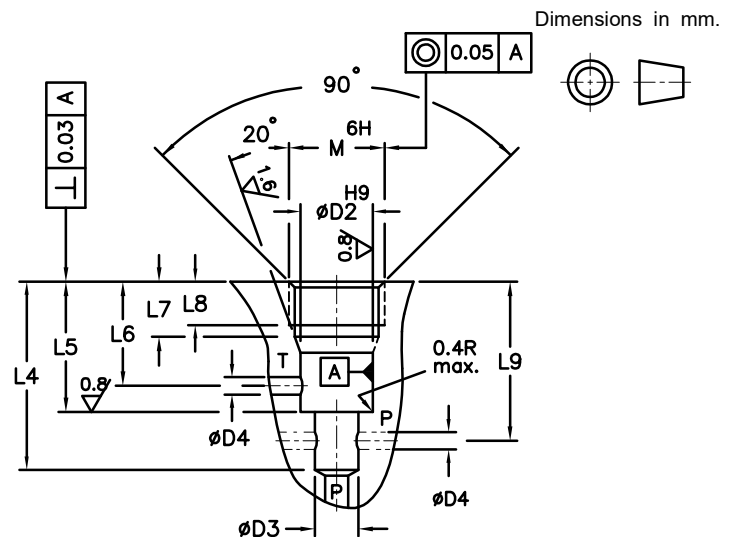 Dimensions in mm.
◎ 0.05 A
90°
⊥ 0.03 A
20°
6H
M
1.6
H9
øD2
0.8
L7
L8
L6
L5
L4
T
A
0.4R
max.
L9
0.8
P
øD4
øD4
P
øD3